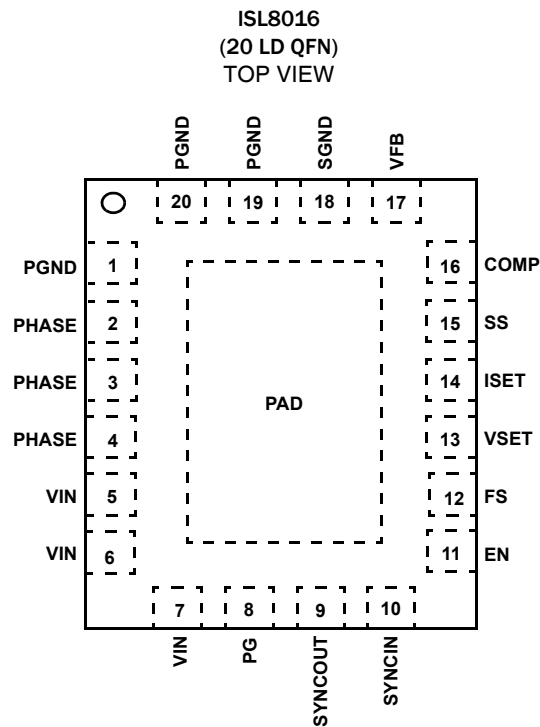 ISL8016
(20 LD QFN)
TOP VIEW
PGND
PGND
SGND
VFB
20
19
18
17
PGND 1
16 COMP
PHASE 2
15 SS
PHASE 3
14 ISET
PAD
PHASE 4
13 VSET
VIN 5
12 FS
VIN 6
11 EN
7
8
9
10
VIN
PG
SYNCOUT
SYNCIN